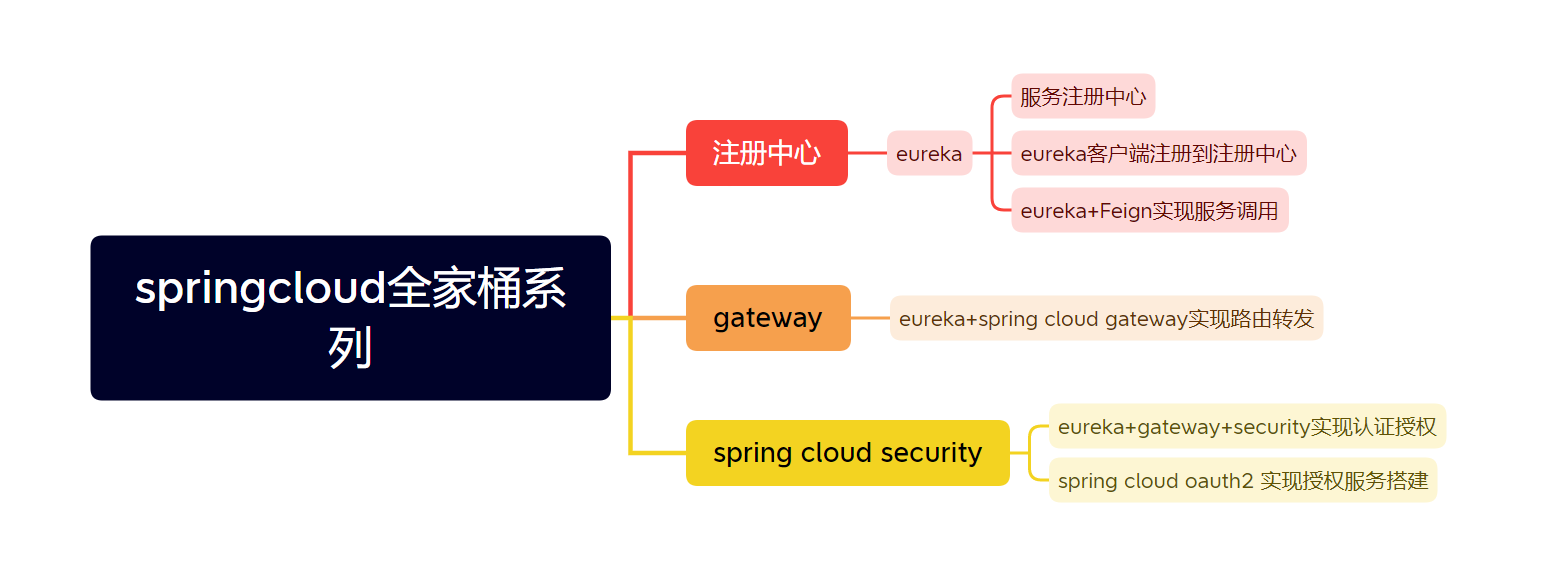 springcloud全家桶系
列
注册中心
eureka
服务注册中心
eureka客户端注册到注册中心
eureka+Feign实现服务调用
gateway
eureka+spring cloud gateway实现路由转发
spring cloud security
eureka+gateway+security实现认证授权
spring cloud oauth2 实现授权服务搭建